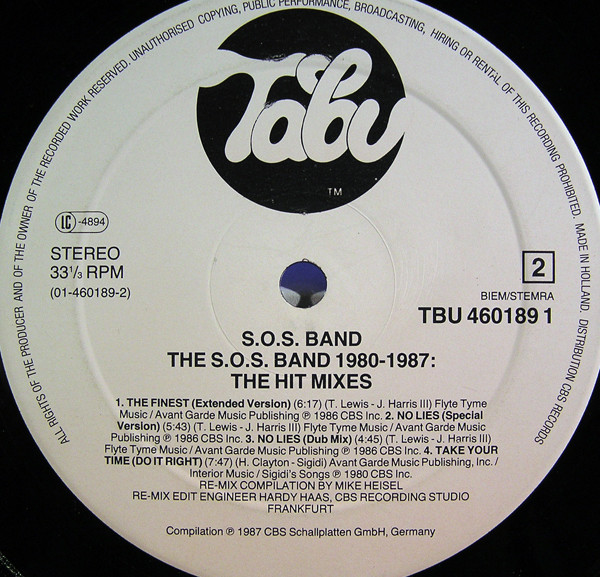 ALL RIGHTS OF THE PRODUCER AND OF THE OWNER OF THE RECORDED WORK RESERVED. UNAUTHORISED COPYING, PUBLIC PERFORMANCE, BROADCASTING, HIRING OR RENTAL OF THIS RECORDING PROHIBITED. MADE IN HOLLAND. DISTRIBUTION CBS RECORDS
Tabu
TM
LC -4894
STEREO
33 1/3 RPM
(01-460189-2)
2
BIEM/STEMRA
TBU 460189 1
S.O.S. BAND
THE S.O.S. BAND 1980-1987:
THE HIT MIXES
1. THE FINEST (Extended Version) (6:17) (T. Lewis - J. Harris III) Flyte Tyme
Music / Avant Garde Music Publishing ℗ 1986 CBS Inc. 2. NO LIES (Special
Version) (5:43) (T. Lewis - J. Harris III) Flyte Tyme Music / Avant Garde Music
Publishing ℗ 1986 CBS Inc. 3. NO LIES (Dub Mix) (4:45) (T. Lewis - J. Harris III)
Flyte Tyme Music / Avant Garde Music Publishing ℗ 1986 CBS Inc. 4. TAKE YOUR
TIME (DO IT RIGHT) (7:47) (H. Clayton - Sigidi) Avant Garde Music Publishing, Inc. /
Interior Music / Sigidi's Songs ℗ 1980 CBS Inc.
RE-MIX COMPILATION BY MIKE HEISEL
RE-MIX EDIT ENGINEER HARDY HAAS, CBS RECORDING STUDIO
FRANKFURT
Compilation ℗ 1987 CBS Schallplatten GmbH, Germany